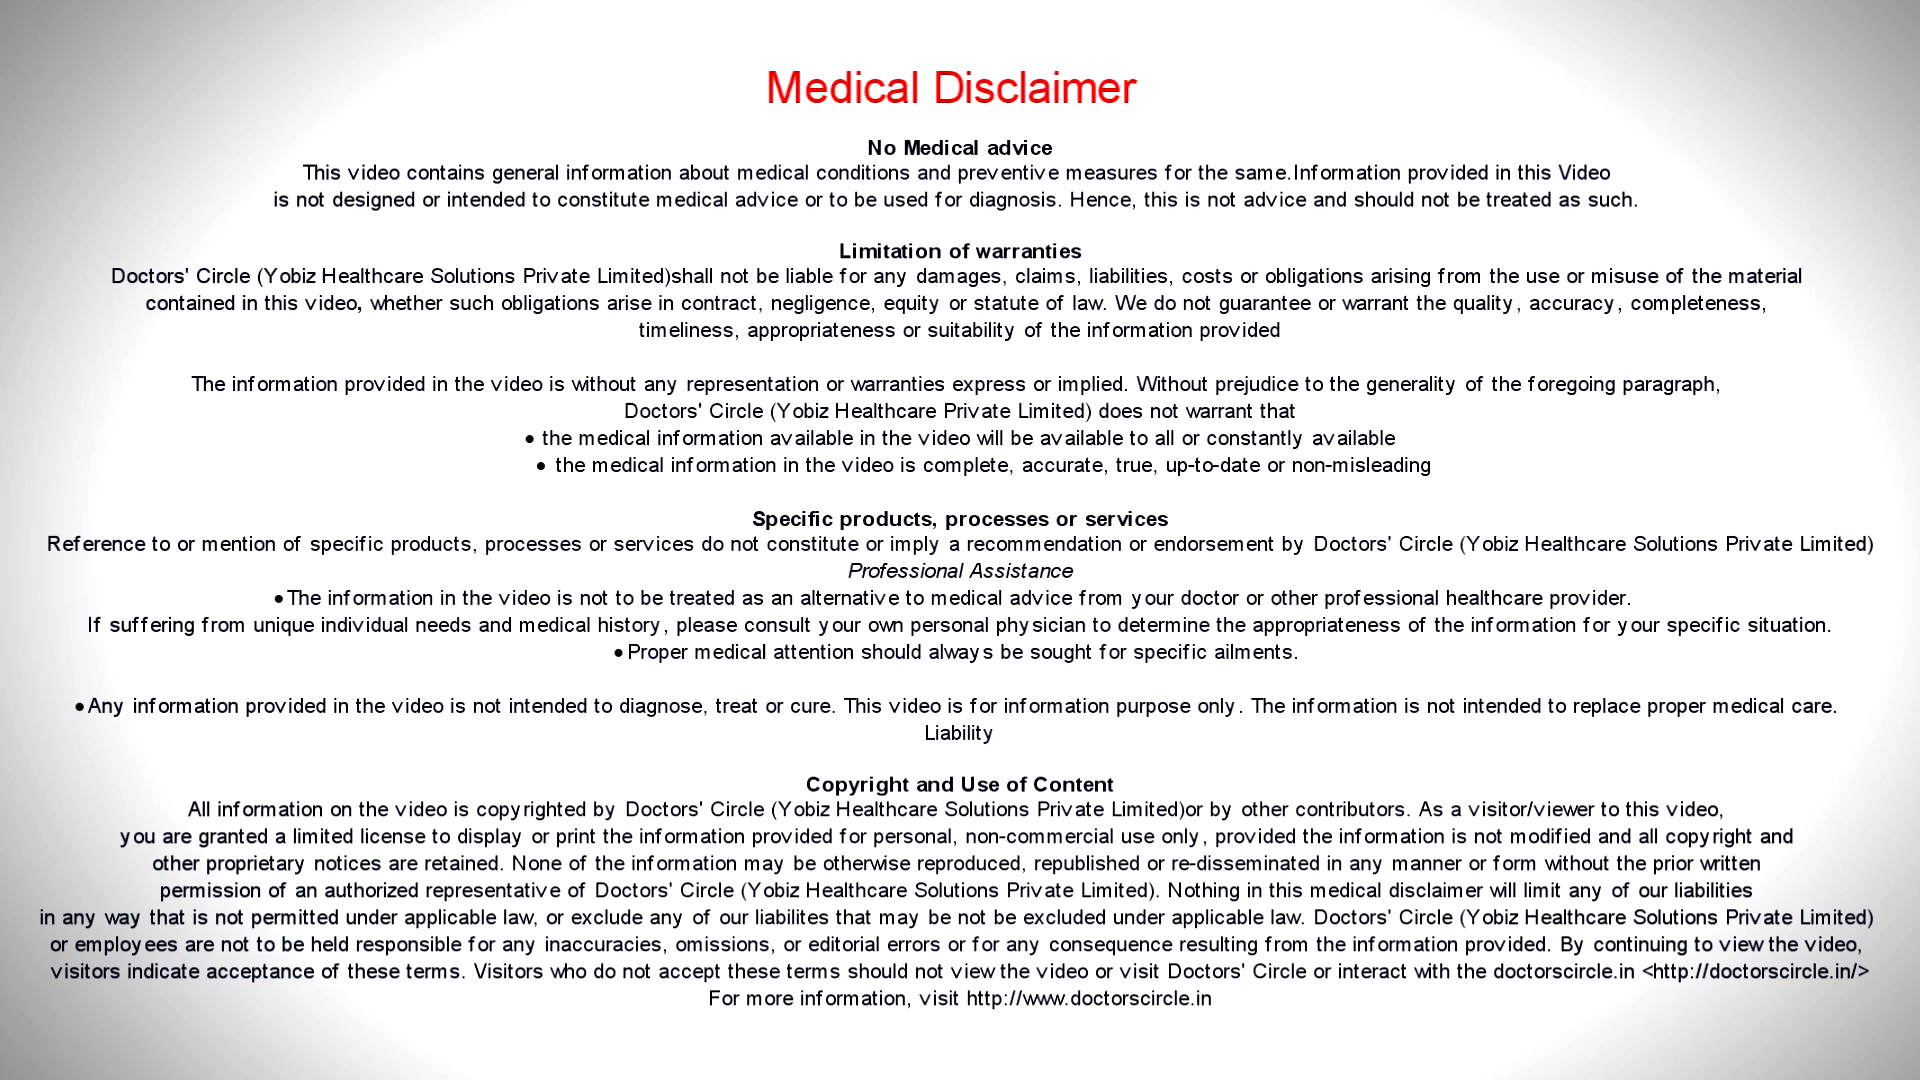 Medical Disclaimer
No Medical advice
This video contains general information about medical conditions and preventive measures for the same.Information provided in this Video
is not designed or intended to constitute medical advice or to be used for diagnosis. Hence, this is not advice and should not be treated as such.
Limitation of warranties
Doctors' Circle (Yobiz Healthcare Solutions Private Limited)shall not be liable for any damages, claims, liabilities, costs or obligations arising from the use or misuse of the material
contained in this video, whether such obligations arise in contract, negligence, equity or statute of law. We do not guarantee or warrant the quality, accuracy, completeness,
timeliness, appropriateness or suitability of the information provided
The information provided in the video is without any representation or warranties express or implied. Without prejudice to the generality of the foregoing paragraph,
Doctors' Circle (Yobiz Healthcare Private Limited) does not warrant that
• the medical information available in the video will be available to all or constantly available
• the medical information in the video is complete, accurate, true, up-to-date or non-misleading
Specific products, processes or services
Reference to or mention of specific products, processes or services do not constitute or imply a recommendation or endorsement by Doctors' Circle (Yobiz Healthcare Solutions Private Limited)
Professional Assistance
•The information in the video is not to be treated as an alternative to medical advice from your doctor or other professional healthcare provider.
If suffering from unique individual needs and medical history, please consult your own personal physician to determine the appropriateness of the information for your specific situation.
•Proper medical attention should always be sought for specific ailments.
•Any information provided in the video is not intended to diagnose, treat or cure. This video is for information purpose only. The information is not intended to replace proper medical care.
Liability
Copyright and Use of Content
All information on the video is copyrighted by Doctors' Circle (Yobiz Healthcare Solutions Private Limited)or by other contributors. As a visitor/viewer to this video,
you are granted a limited license to display or print the information provided for personal, non-commercial use only, provided the information is not modified and all copyright and
other proprietary notices are retained. None of the information may be otherwise reproduced, republished or re-disseminated in any manner or form without the prior written
permission of an authorized representative of Doctors' Circle (Yobiz Healthcare Solutions Private Limited). Nothing in this medical disclaimer will limit any of our liabilities
in any way that is not permitted under applicable law, or exclude any of our liabilites that may be not be excluded under applicable law. Doctors' Circle (Yobiz Healthcare Solutions Private Limited)
or employees are not to be held responsible for any inaccuracies, omissions, or editorial errors or for any consequence resulting from the information provided. By continuing to view the video,
visitors indicate acceptance of these terms. Visitors who do not accept these terms should not view the video or visit Doctors' Circle or interact with the doctorscircle.in <http://doctorscircle.in/>
For more information, visit http://www.doctorscircle.in